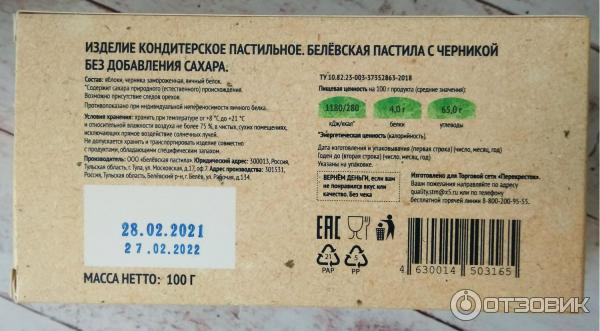 ИЗДЕЛИЕ КОНДИТЕРСКОЕ ПАСТИЛЬНОЕ. БЕЛЁВСКАЯ ПАСТИЛА С ЧЕРНИКОЙ
БЕЗ ДОБАВЛЕНИЯ САХАРА.
Состав: яблоки, черника замороженная, яичный белок.
*Содержит сахара природного (естественного) происхождения.
Возможно присутствие следов орехов.
Противопоказано при индивидуальной непереносимости яичного белка.
Условия хранения: хранить при температуре от +8 °С до +21 °С
и относительной влажности воздуха не более 75 %, в чистых, сухих помещениях,
исключающих прямое воздействие солнечных лучей.
Не допускается хранить и транспортировать изделие совместно
с продуктами, обладающими специфическим запахом.
Производитель: ООО «Белёвская пастила». Юридический адрес: 300013, Россия,
Тульская область, г. Тула, ул. Московская, д.17, оф.7. Адрес производства: 301531,
Россия, Тульская область, Белёвский р-н, г. Белёв, ул. Рабочая, д.
28.02.2021
27.02.2022
МАССА НЕТТО: 100 Г
ТУ 10.82.23-003-37352863-2018
Пищевая ценность на 100 г продукта (средние значения):
1180/280 4,0 г 65,0 г
кДж/ккал* белки углеводы
*Энергетическая ценность (калорийность).
Дата изготовления и упаковывания (первая строка) (число, месяц, год)
Годен до (вторая строка) (число, месяц, год).
Указаны на упаковке.
ВЕРНЁМ ДЕНЬГИ, если вам
не понравился вкус или
качество.
Изготовлено для Торговой сети «Перекресток».
Ваши пожелания направляйте по адресу
quality.stm@x5.ru или по телефону
бесплатной горячей линии 8-800-200-95-55.
EAC
21 5
PAP PP
4 630014 503165
ОТЗОВИК